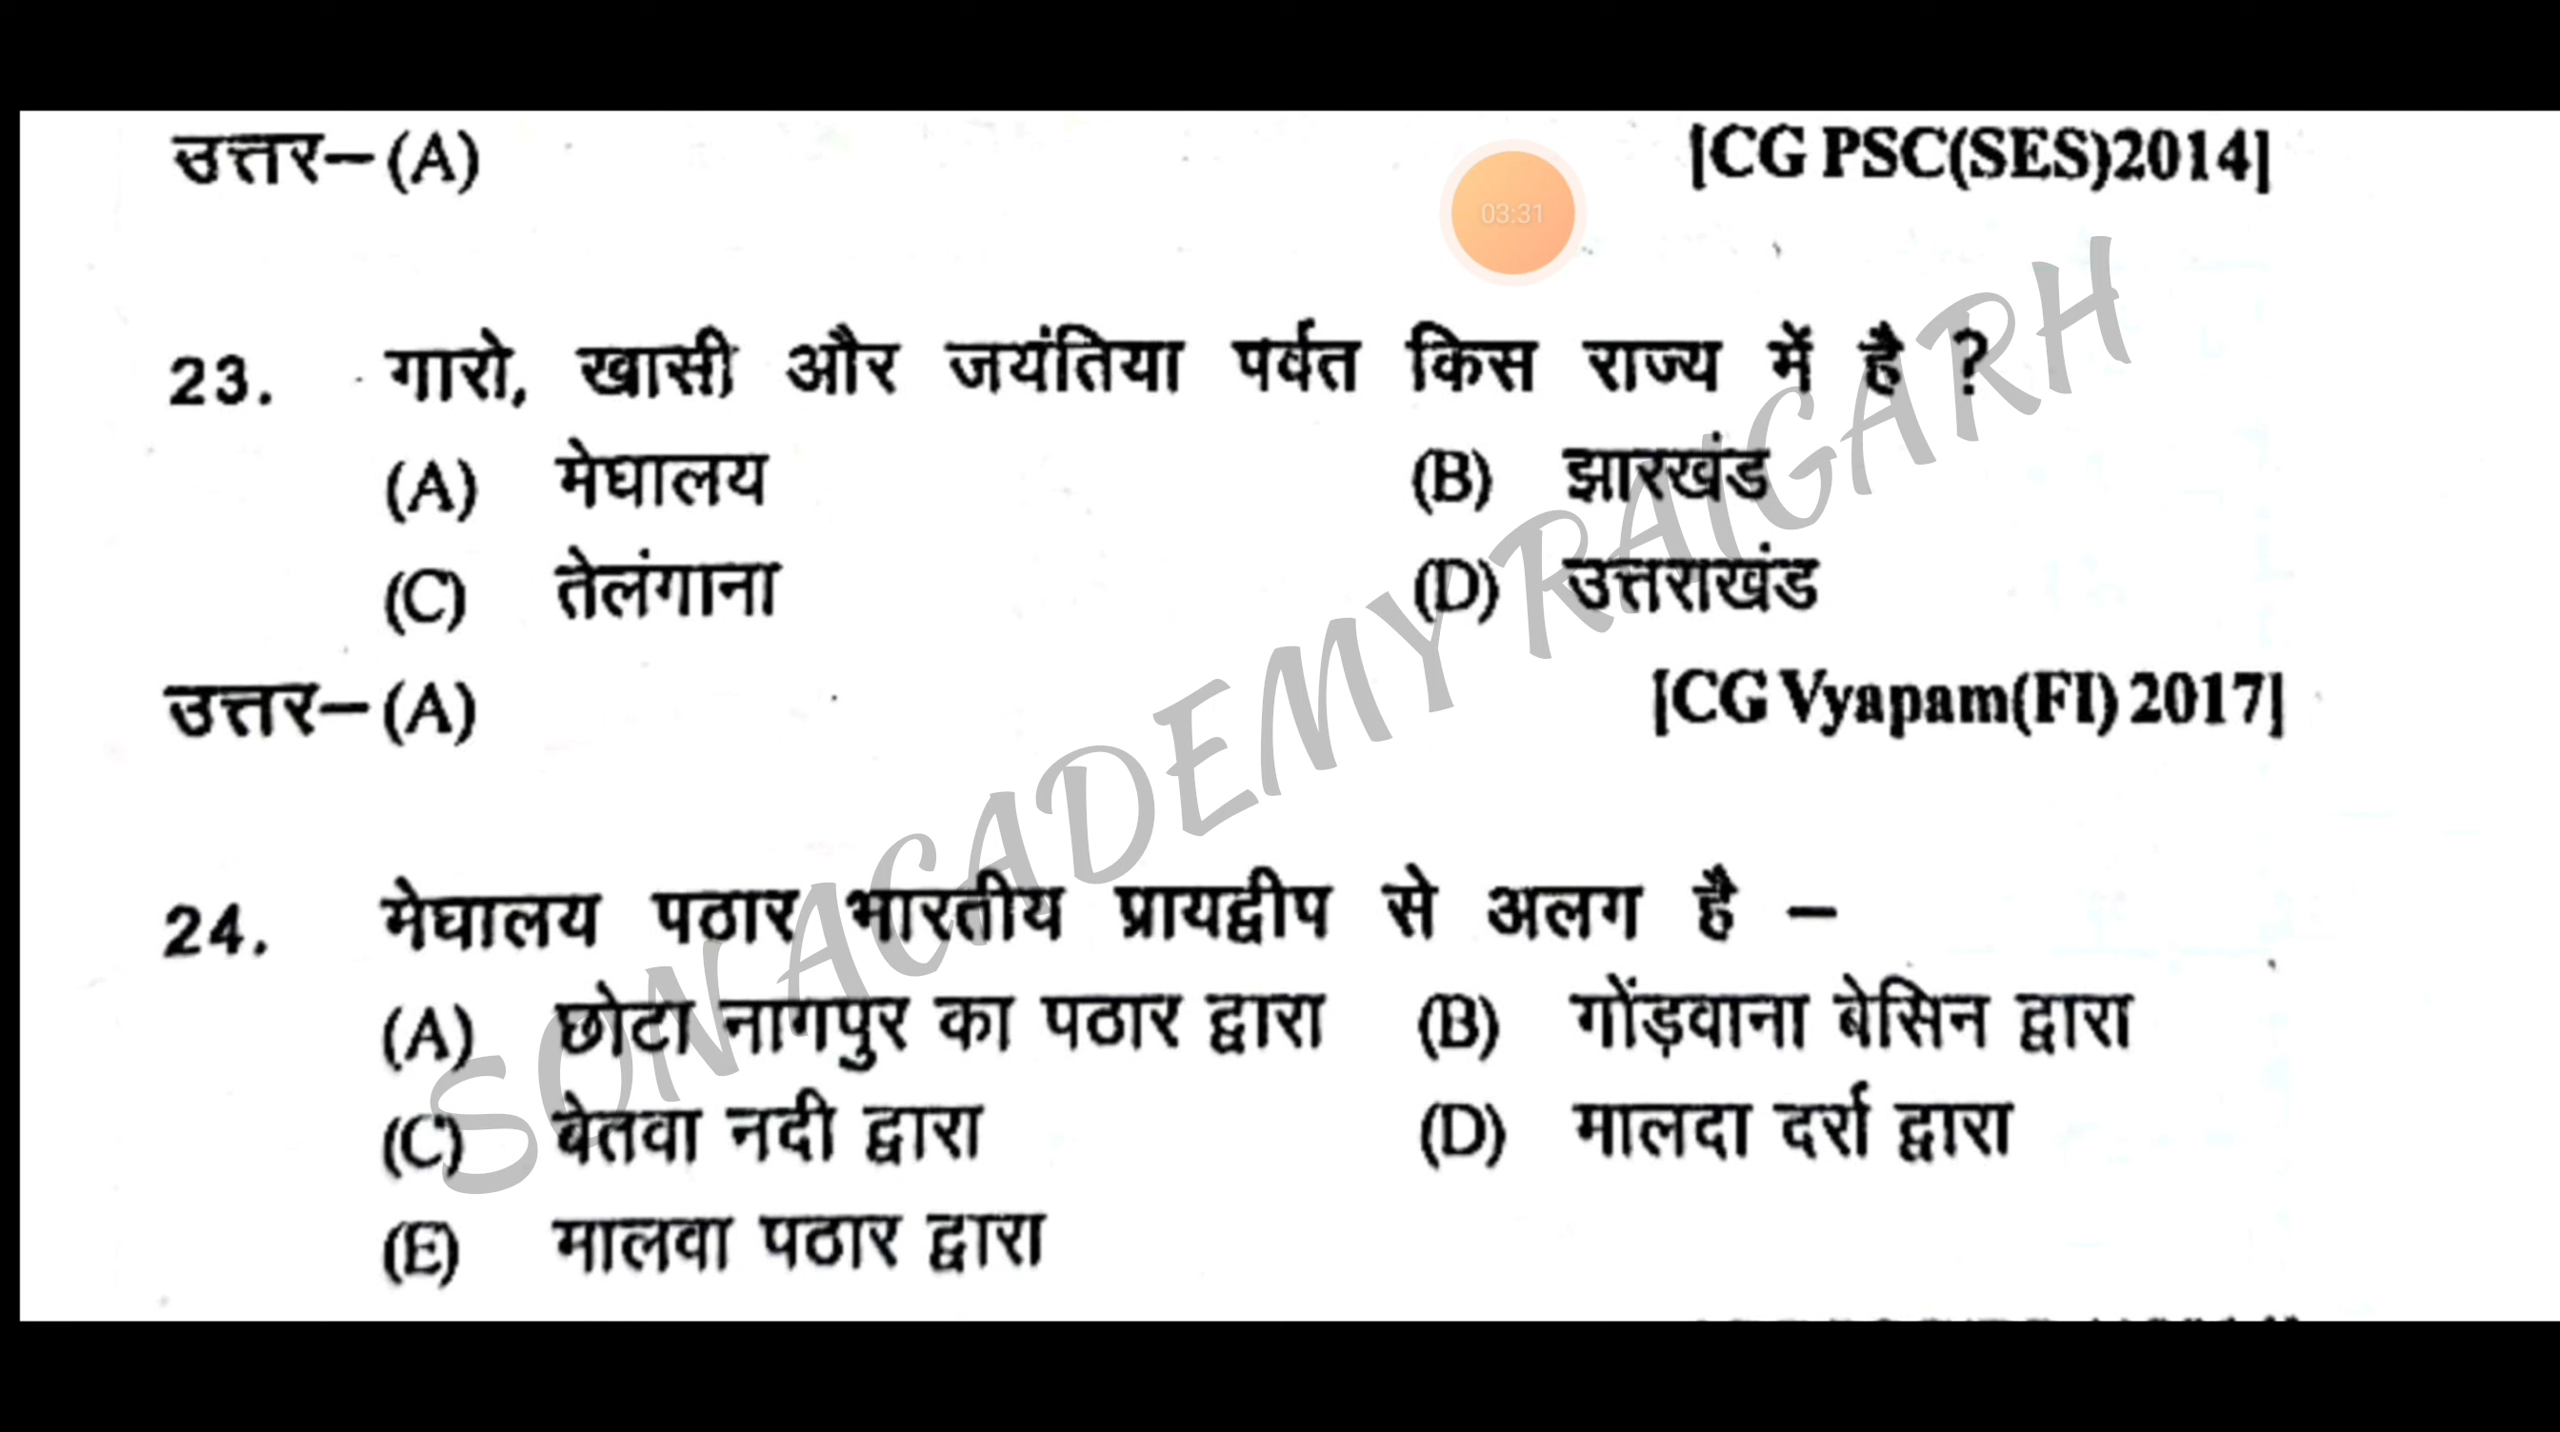 उत्तर–(A) [CG PSC(SES)2014]
03:31
23. गारो, खासी और जयंतिया पर्वत किस राज्य में है ?
(A) मेघालय (B) झारखंड
(C) तेलंगाना (D) उत्तराखंड
उत्तर–(A) [CG Vyapam(FI) 2017]
24. मेघालय पठार भारतीय प्रायद्वीप से अलग है –
(A) छोटा नागपुर का पठार द्वारा (B) गोंड़वाना बेसिन द्वारा
(C) बेतवा नदी द्वारा (D) मालदा दर्रा द्वारा
(E) मालवा पठार द्वारा
SON ACADEMY RAIGARH